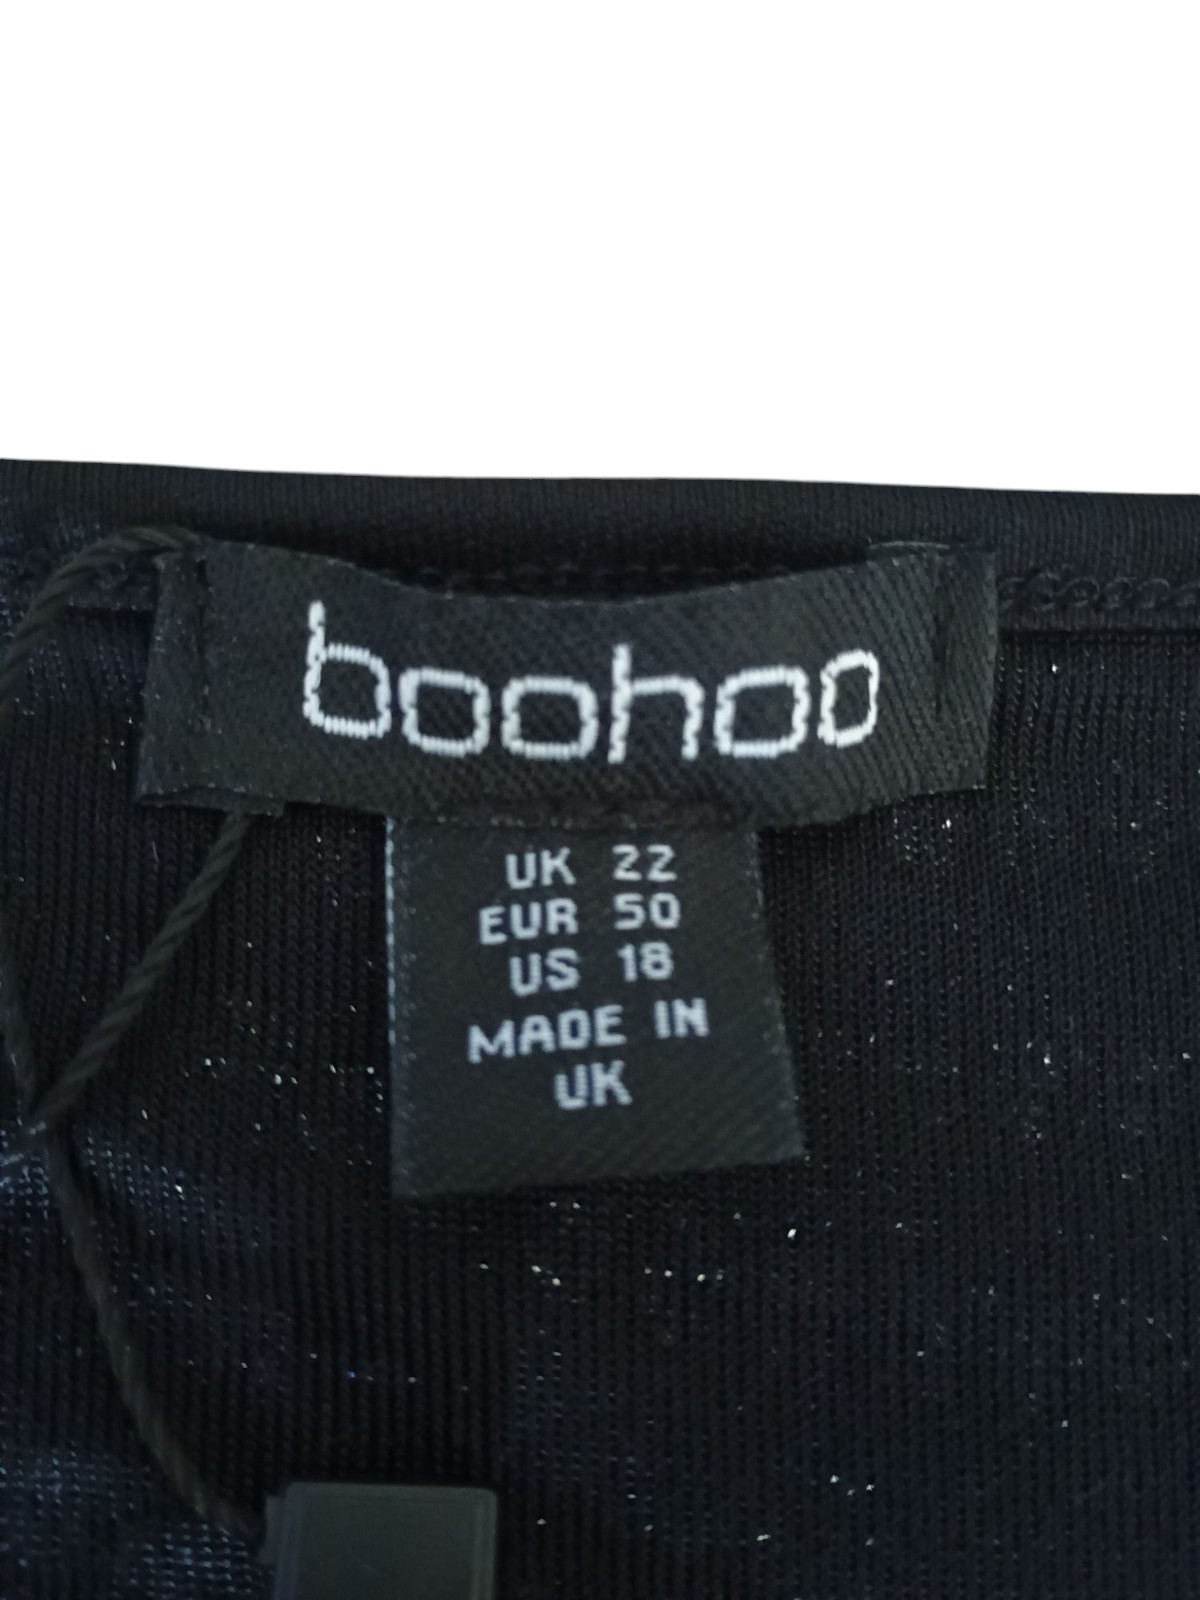 boohoo
UK 22
EUR 50
US 18
MADE IN
UK